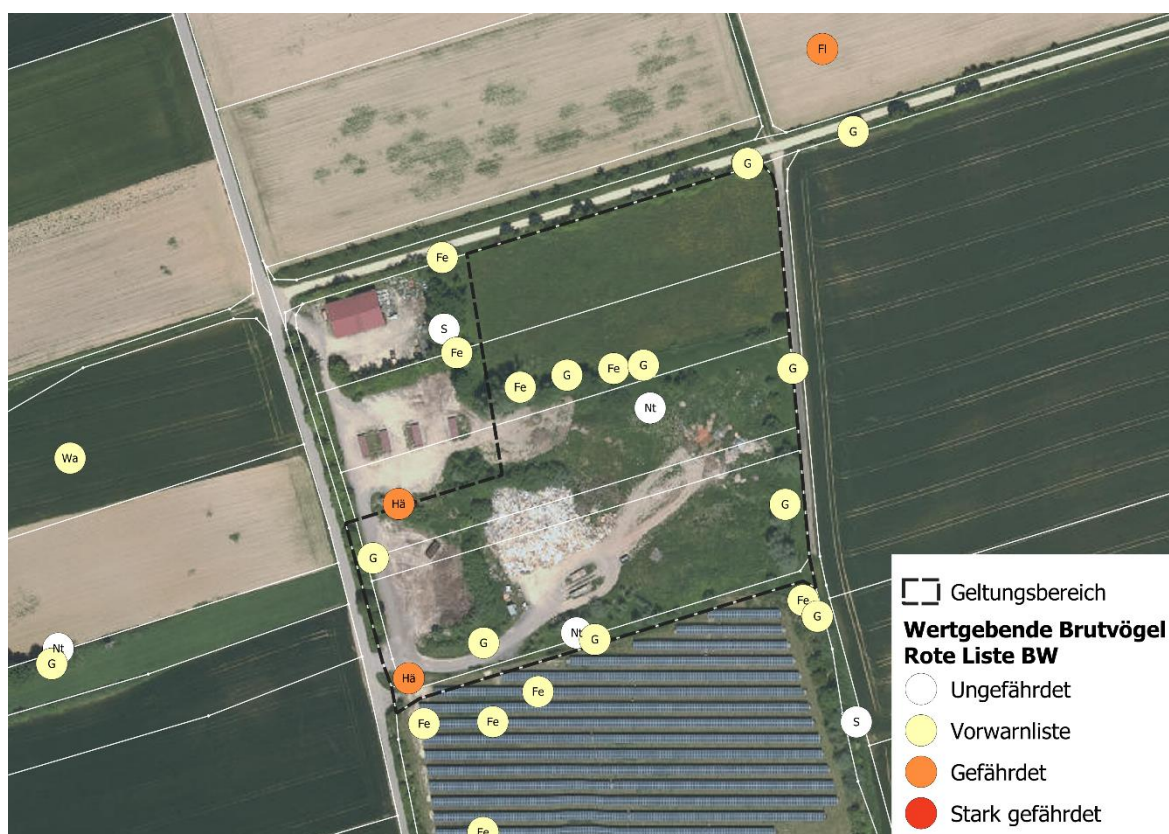 Fl
G
G
Fe
S
Fe
Fe
G
Fe
G
G
Nt
Wa
Hä
G
G
Fe
G
Nt
G
Nt
G
G
Hä
Fe
Fe
Fe
S
Fe
Geltungsbereich
Wertgebende Brutvögel
Rote Liste BW
Ungefährdet
Vorwarnliste
Gefährdet
Stark gefährdet